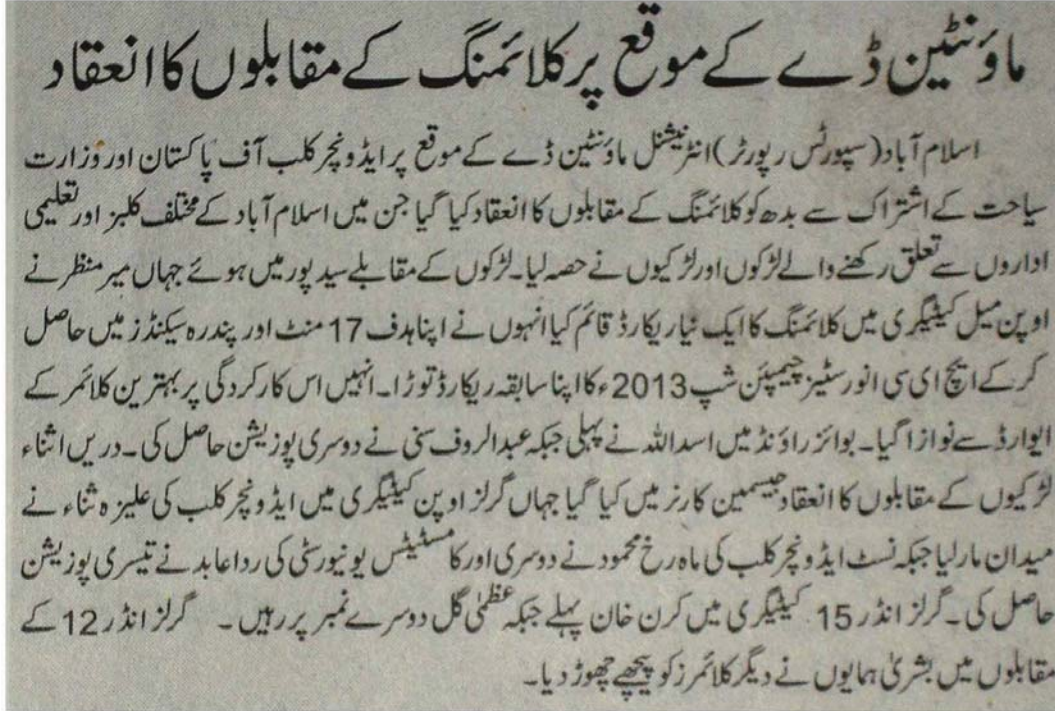 ماؤنٹین ڈے کے موقع پر کلائمنگ کے مقابلوں کا انعقاد
اسلام آباد (سپورٹس رپورٹر) انٹرنیشنل ماؤنٹین ڈے کے موقع پر ایڈونچر کلب آف پاکستان اور وزارت
سیاحت کے اشتراک سے بدھ کو کلائمنگ کے مقابلوں کا انعقاد کیا گیا جن میں اسلام آباد کے مختلف کلبز اور تعلیمی
اداروں سے تعلق رکھنے والے لڑکوں اور لڑکیوں نے حصہ لیا۔ لڑکوں کے مقابلے سید پور میں ہوئے جہاں میر منظر نے
اوپن میل کیٹیگری میں کلائمنگ کا ایک نیا ریکارڈ قائم کیا انہوں نے اپنا ہدف 17 منٹ اور پندرہ سیکنڈز میں حاصل
کر کے ایچ ای سی انورسٹیز چیمپئن شپ 2013ء کا اپنا سابقہ ریکارڈ توڑا۔ انہیں اس کارکردگی پر بہترین کلائمر کے
ایوارڈ سے نوازا گیا۔ بوائز راؤنڈ میں اسد اللہ نے پہلی جبکہ عبدالروف سنی نے دوسری پوزیشن حاصل کی۔ دریں اثناء
لڑکیوں کے مقابلوں کا انعقاد جیسمین کارنر میں کیا گیا جہاں گرلز اوپن کیٹیگری میں ایڈونچر کلب کی علیزہ ثناء نے
میدان مار لیا جبکہ نسٹ ایڈونچر کلب کی ماہ رخ محمود نے دوسری اور کامسٹیٹس یونیورسٹی کی ردا عابد نے تیسری پوزیشن
حاصل کی۔ گرلز انڈر 15 کیٹیگری میں کرن خان پہلے جبکہ عظمٰی گل دوسرے نمبر پر رہیں۔ گرلز انڈر 12 کے
مقابلوں میں بشریٰ ہمایوں نے دیگر کلائمرز کو پیچھے چھوڑ دیا۔